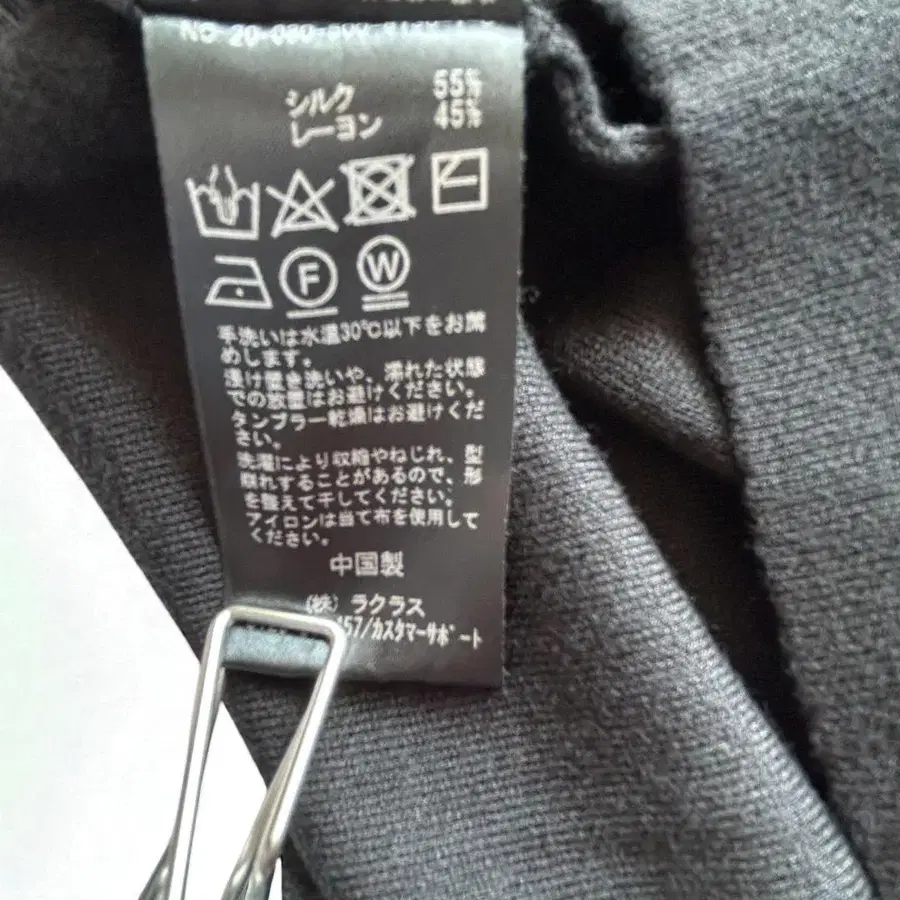 シルク 55%
レーヨン 45%
F
W
手洗いは水温30℃以下をお薦
めします。
浸け置き洗いや、濡れた状態
での放置はお避けください。
タンブラー乾燥はお避けくだ
さい。
洗濯により収縮やねじれ、型
崩れすることがあるので、形
を整えて干してください。
アイロンは当て布を使用して
ください。
中国製
(株) ラクラス
457/カスタマーサポート